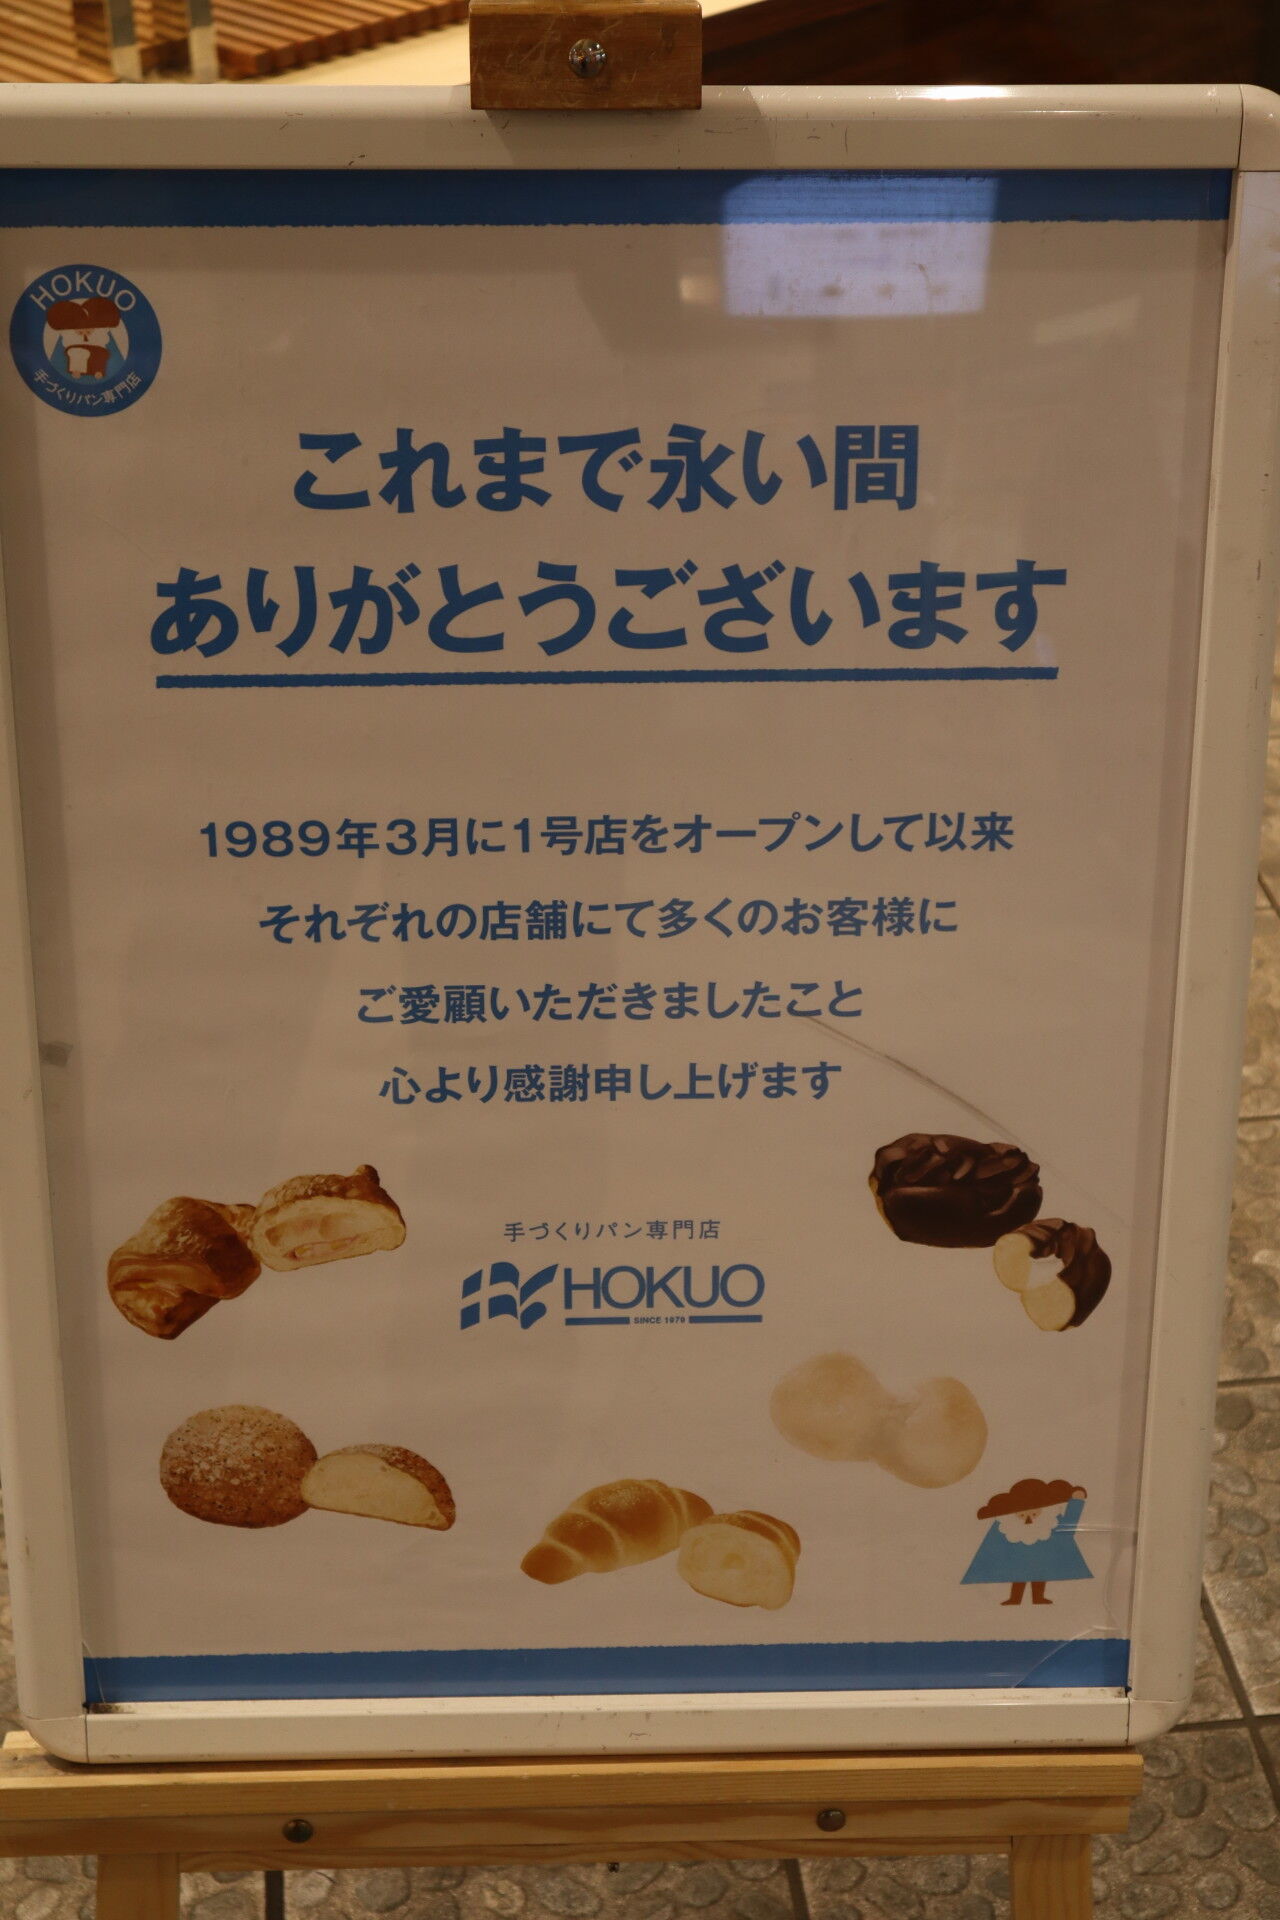 HOKUO
手づくりパン専門店
これまで永い間
ありがとうございます
1989年3月に1号店をオープンして以来
それぞれの店舗にて多くのお客様に
ご愛顧いただきましたこと
心より感謝申し上げます
手づくりパン専門店
HOKUO
SINCE 1979